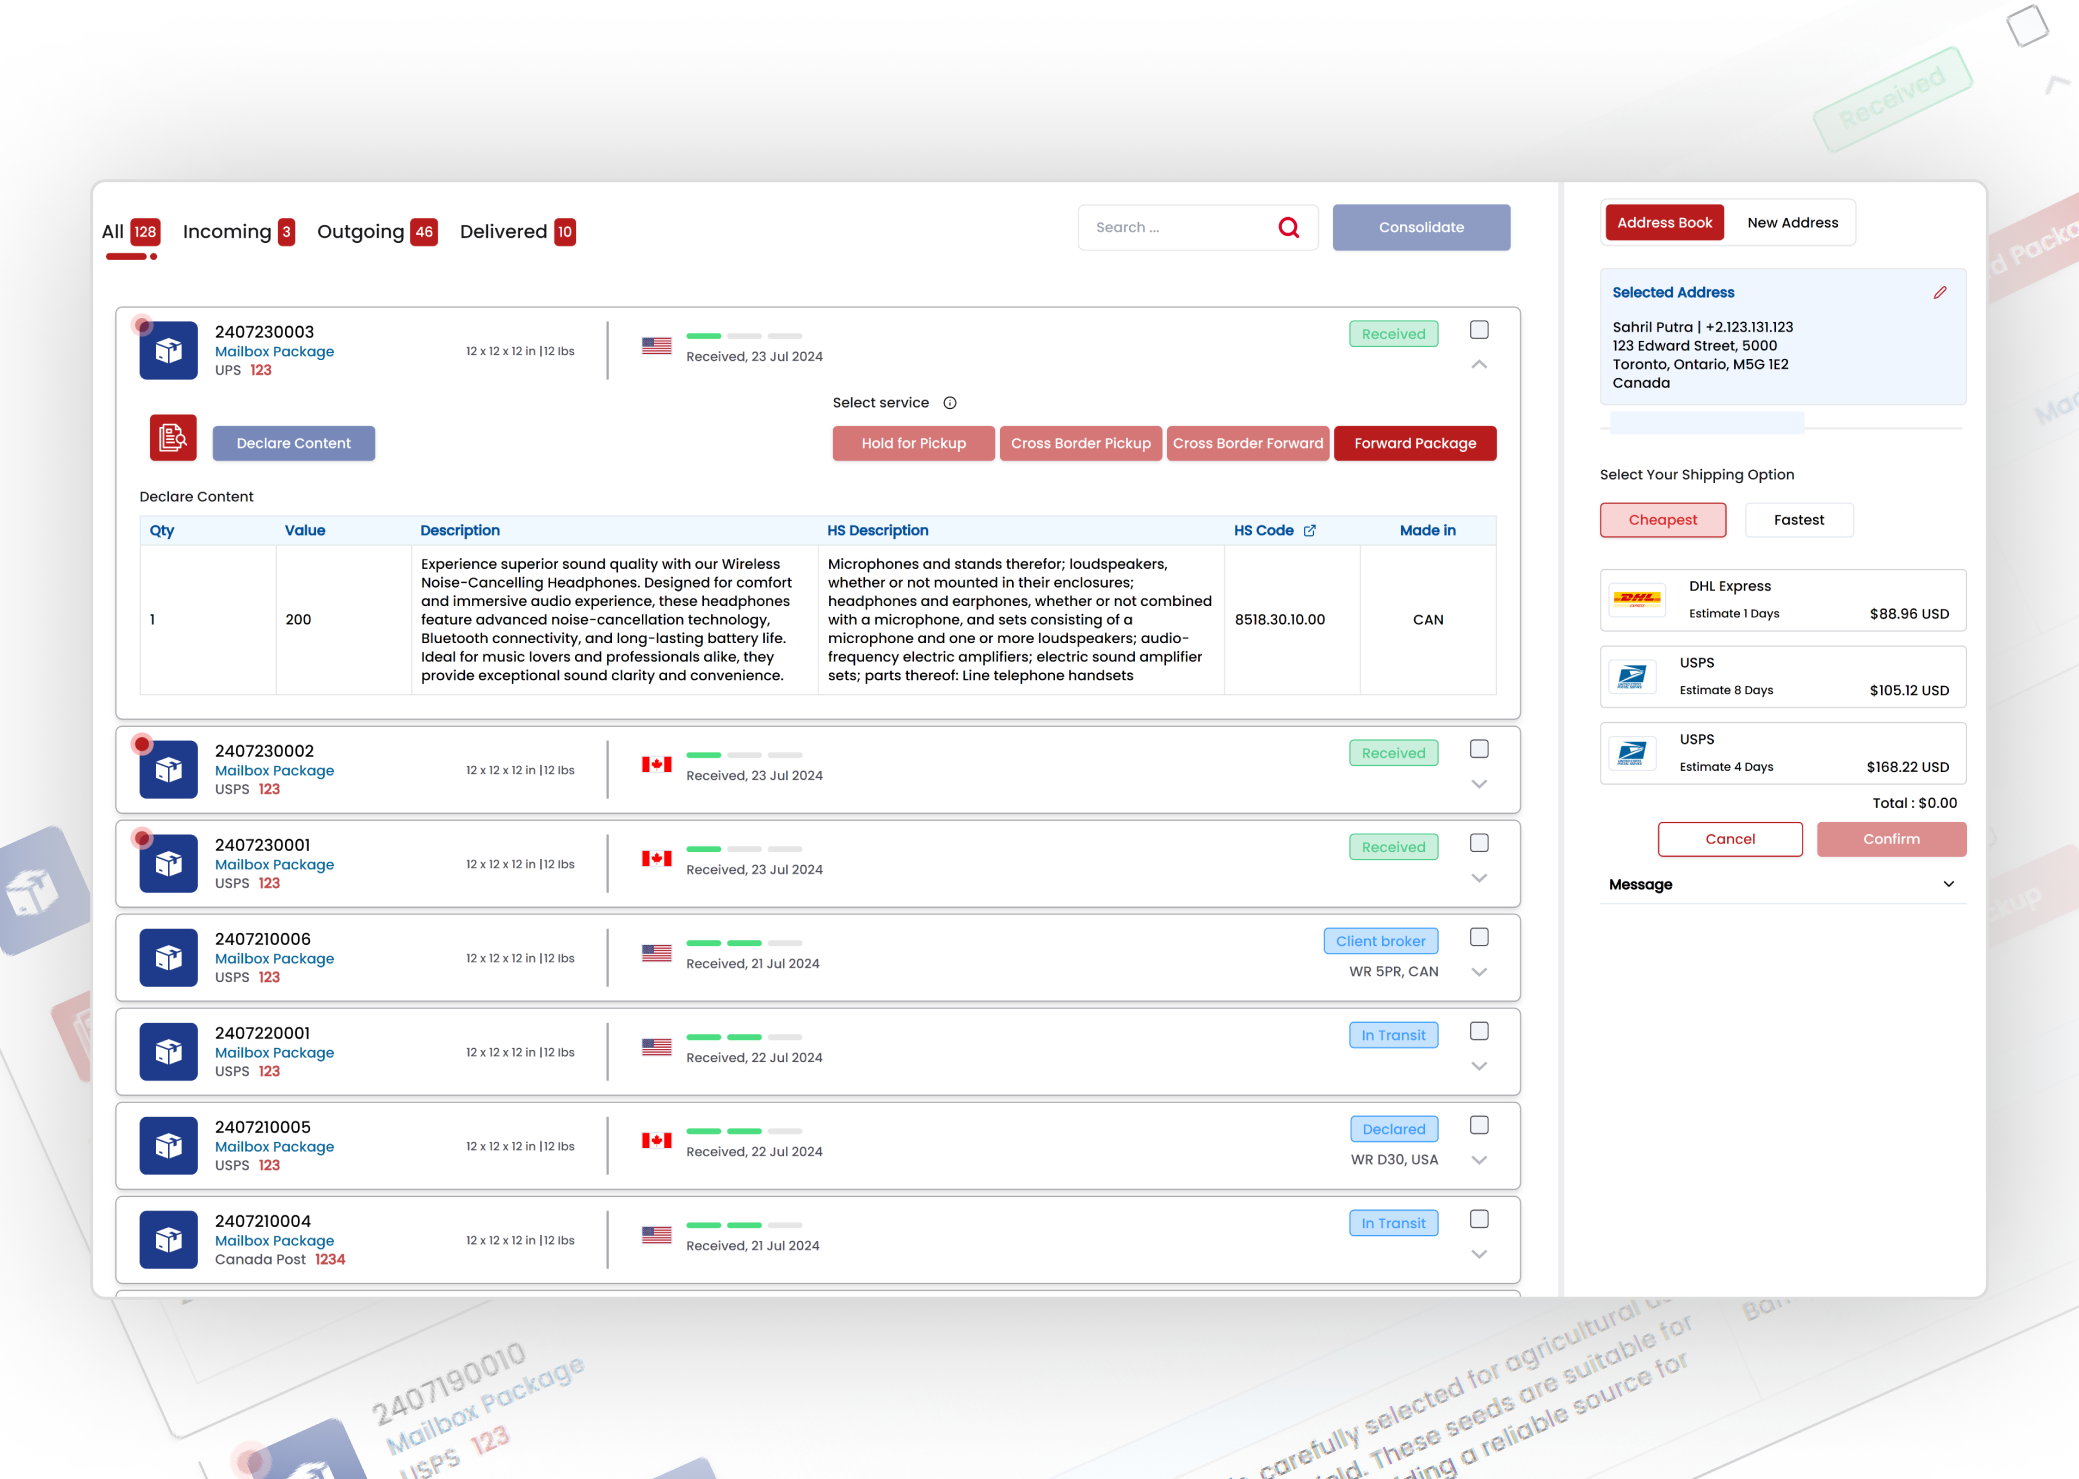 Received
All 128 Incoming 3 Outgoing 46 Delivered 10
Search ...
Consolidate
2407230003
Mailbox Package
UPS 123
12 x 12 x 12 in | 12 lbs
Received, 23 Jul 2024
Received
Select service
Declare Content
Hold for Pickup
Cross Border Pickup
Cross Border Forward
Forward Package
Declare Content
Qty Value Description HS Description HS Code Made in
1
200
Experience superior sound quality with our Wireless
Noise-Cancelling Headphones. Designed for comfort
and immersive audio experience, these headphones
feature advanced noise-cancellation technology,
Bluetooth connectivity, and long-lasting battery life.
Ideal for music lovers and professionals alike, they
provide exceptional sound clarity and convenience.
Microphones and stands therefor; loudspeakers,
whether or not mounted in their enclosures;
headphones and earphones, whether or not combined
with a microphone, and sets consisting of a
microphone and one or more loudspeakers; audio-
frequency electric amplifiers; electric sound amplifier
sets; parts thereof: Line telephone handsets
8518.30.10.00
CAN
2407230002
Mailbox Package
USPS 123
12 x 12 x 12 in | 12 lbs
Received, 23 Jul 2024
Received
2407230001
Mailbox Package
USPS 123
12 x 12 x 12 in | 12 lbs
Received, 23 Jul 2024
Received
2407210006
Mailbox Package
USPS 123
12 x 12 x 12 in | 12 lbs
Received, 21 Jul 2024
Client broker
WR 5PR, CAN
2407220001
Mailbox Package
USPS 123
12 x 12 x 12 in | 12 lbs
Received, 22 Jul 2024
In Transit
2407210005
Mailbox Package
USPS 123
12 x 12 x 12 in | 12 lbs
Received, 22 Jul 2024
Declared
WR D30, USA
2407210004
Mailbox Package
Canada Post 1234
12 x 12 x 12 in | 12 lbs
Received, 21 Jul 2024
In Transit
Address Book
New Address
Selected Address
Sahril Putra | +2.123.131.123
123 Edward Street, 5000
Toronto, Ontario, M5G 1E2
Canada
Select Your Shipping Option
Cheapest
Fastest
DHL
DHL Express
Estimate 1 Days
$88.96 USD
USPS
Estimate 8 Days
$105.12 USD
USPS
Estimate 4 Days
$168.22 USD
Total : $0.00
Cancel
Confirm
Message
2407190010
Mailbox Package
USPS 123
carefully selected for agricultural
These seeds are suitable for
a reliable source for